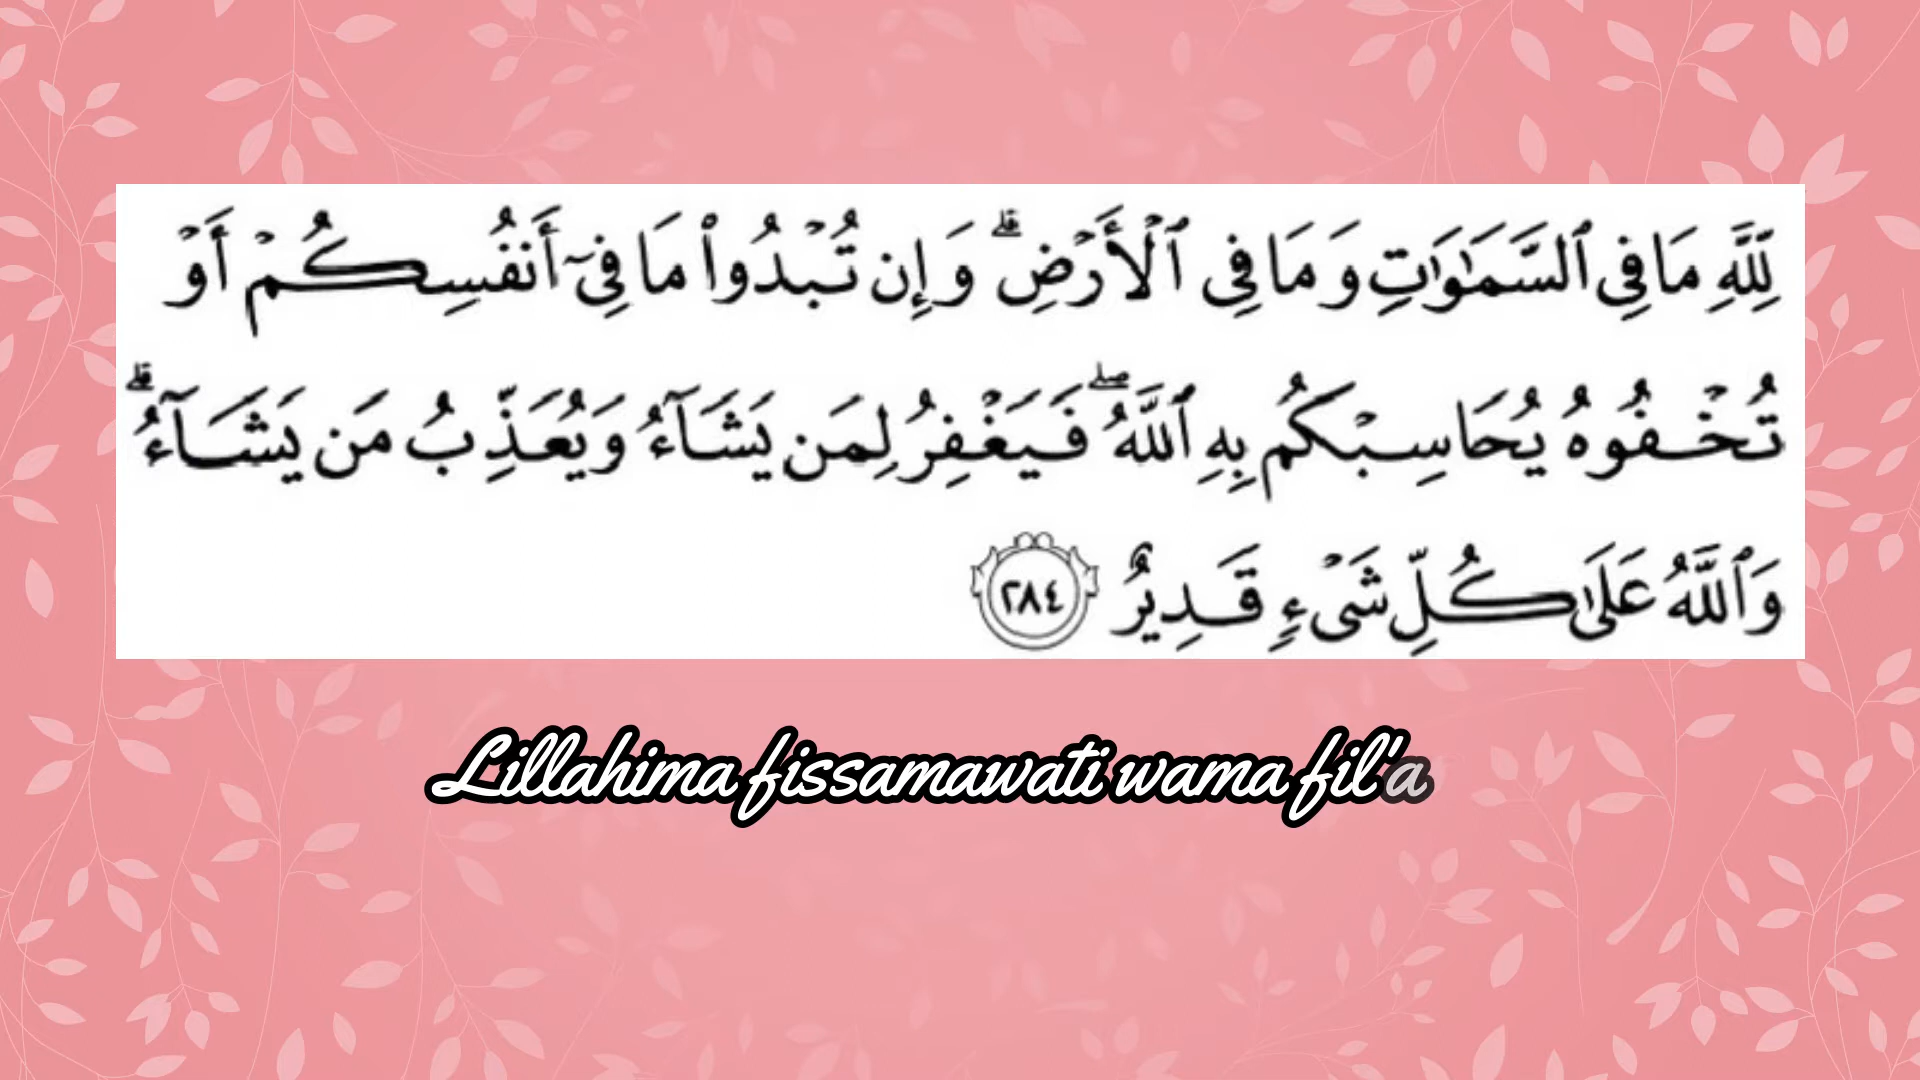 لِّلَّهِ مَا فِي ٱلسَّمَٰوَٰتِ وَمَا فِي ٱلۡأَرۡضِۗ وَإِن تُبۡدُواْ مَا فِيٓ أَنفُسِكُمۡ أَوۡ
تُخۡفُوهُ يُحَاسِبۡكُم بِهِ ٱللَّهُۖ فَيَغۡفِرُ لِمَن يَشَآءُ وَيُعَذِّبُ مَن يَشَآءُۗ
وَٱللَّهُ عَلَىٰ كُلِّ شَيۡءٍ قَدِيرٌ ٢٨٤
Lillahima fissamawati wama fil'a